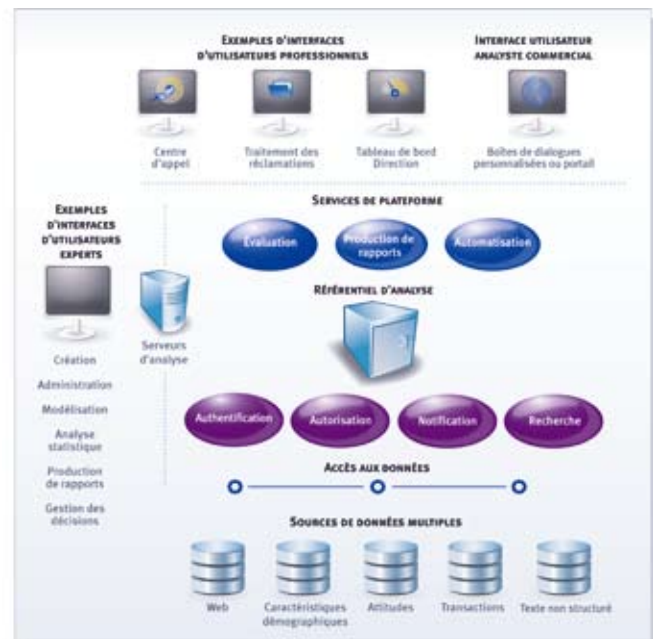 EXEMPLES D'INTERFACES
D'UTILISATEURS PROFESSIONNELS
INTERFACE UTILISATEUR
ANALYSTE COMMERCIAL
Centre
d'appel
Traitement des
réclamations
Tableau de bord
Direction
Boîtes de dialogues
personnalisées ou portail
EXEMPLES
D'INTERFACES
D'UTILISATEURS
EXPERTS
Création
Administration
Modélisation
Analyse
statistique
Production
de rapports
Gestion des
décisions
Serveurs
d'analyse
SERVICES DE PLATEFORME
Évaluation
Production de
rapports
Automatisation
RÉFÉRENTIEL D'ANALYSE
Authentification
Autorisation
Notification
Recherche
ACCÈS AUX DONNÉES
SOURCES DE DONNÉES MULTIPLES
Web
Caractéristiques
démographiques
Attitudes
Transactions
Texte non structuré